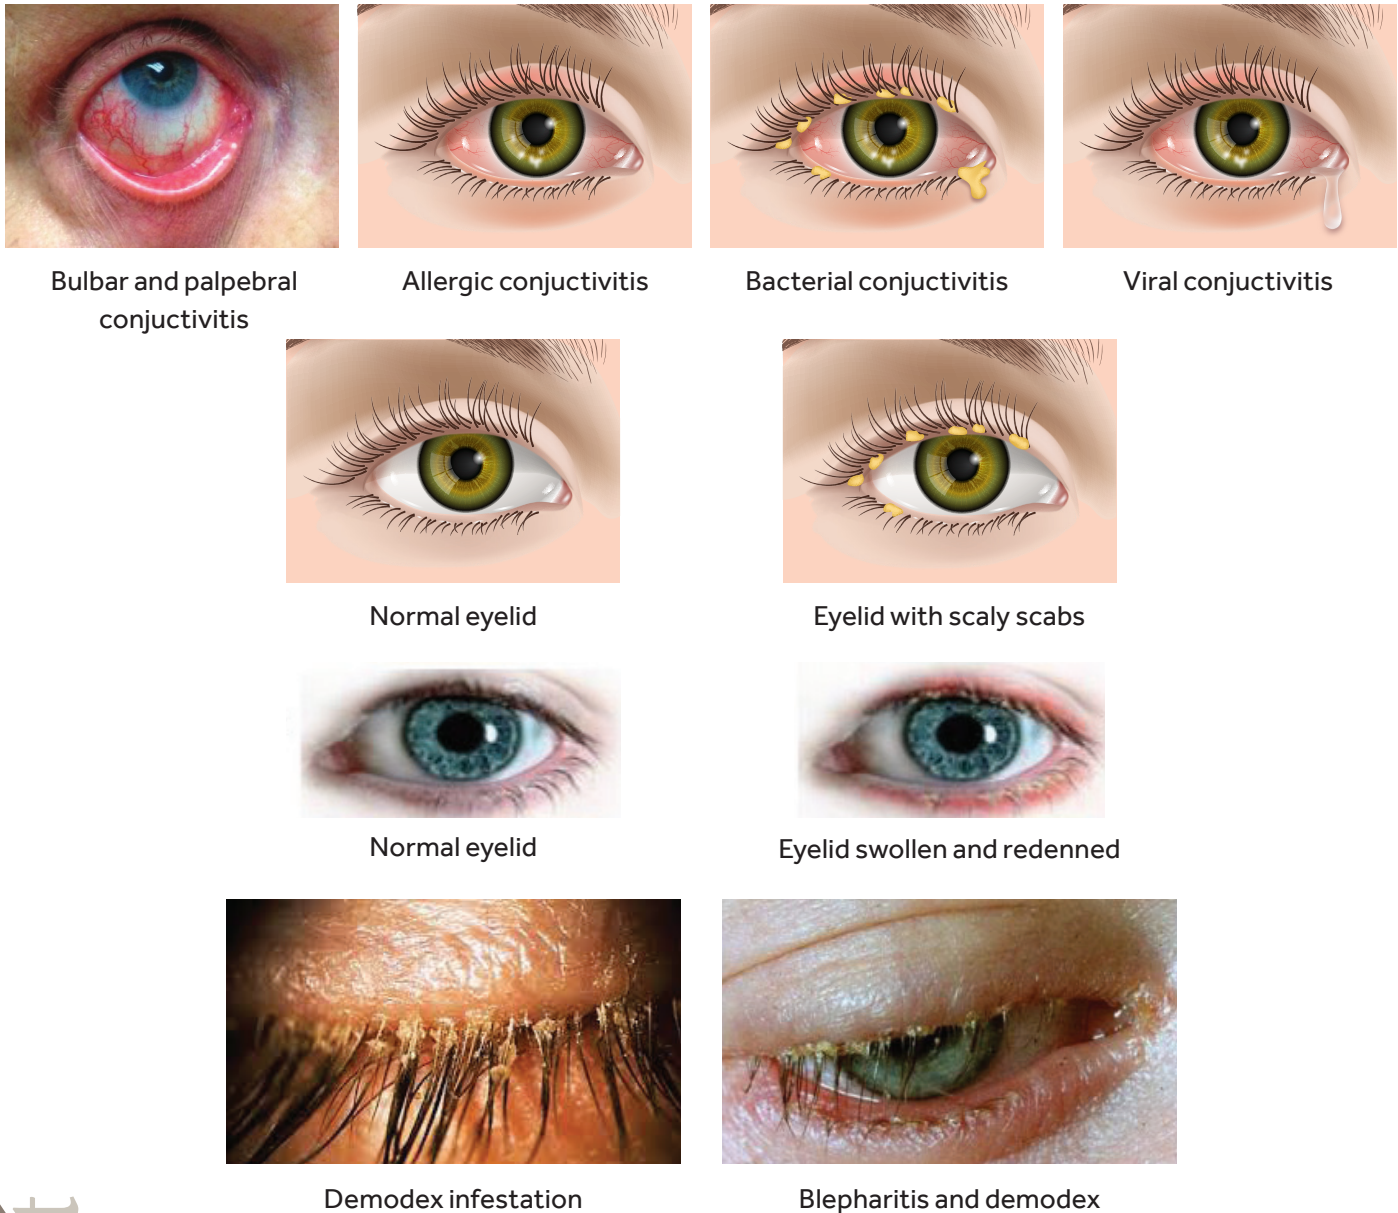 Bulbar and palpebral
conjuctivitis
Allergic conjuctivitis
Bacterial conjuctivitis
Viral conjuctivitis
Normal eyelid
Eyelid with scaly scabs
Normal eyelid
Eyelid swollen and redenned
Demodex infestation
Blepharitis and demodex